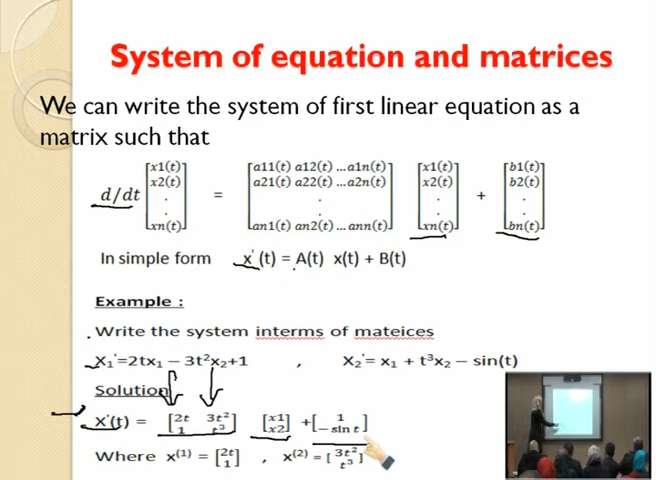 System of equation and matrices
We can write the system of first linear equation as a
matrix such that
d/dt [x1(t) x2(t) . . xn(t)] = [a11(t) a12(t) ...a1n(t) a21(t) a22(t) ...a2n(t) . . an1(t) an2(t) ...ann(t)] [x1(t) x2(t) . . xn(t)] + [b1(t) b2(t) . . bn(t)]
In simple form x'(t) = A(t) x(t) + B(t)
Example :
Write the system interms of mateices
X₁'=2tx₁ − 3t²x₂+1 , X₂'= x₁ + t³x₂ − sin(t)
Solution
X'(t) = [2t 3t² 1 t³] [x1 x2] +[1 −sin t]
Where x⁽¹⁾ = [2t 1] , x⁽²⁾ = [3t² t³]